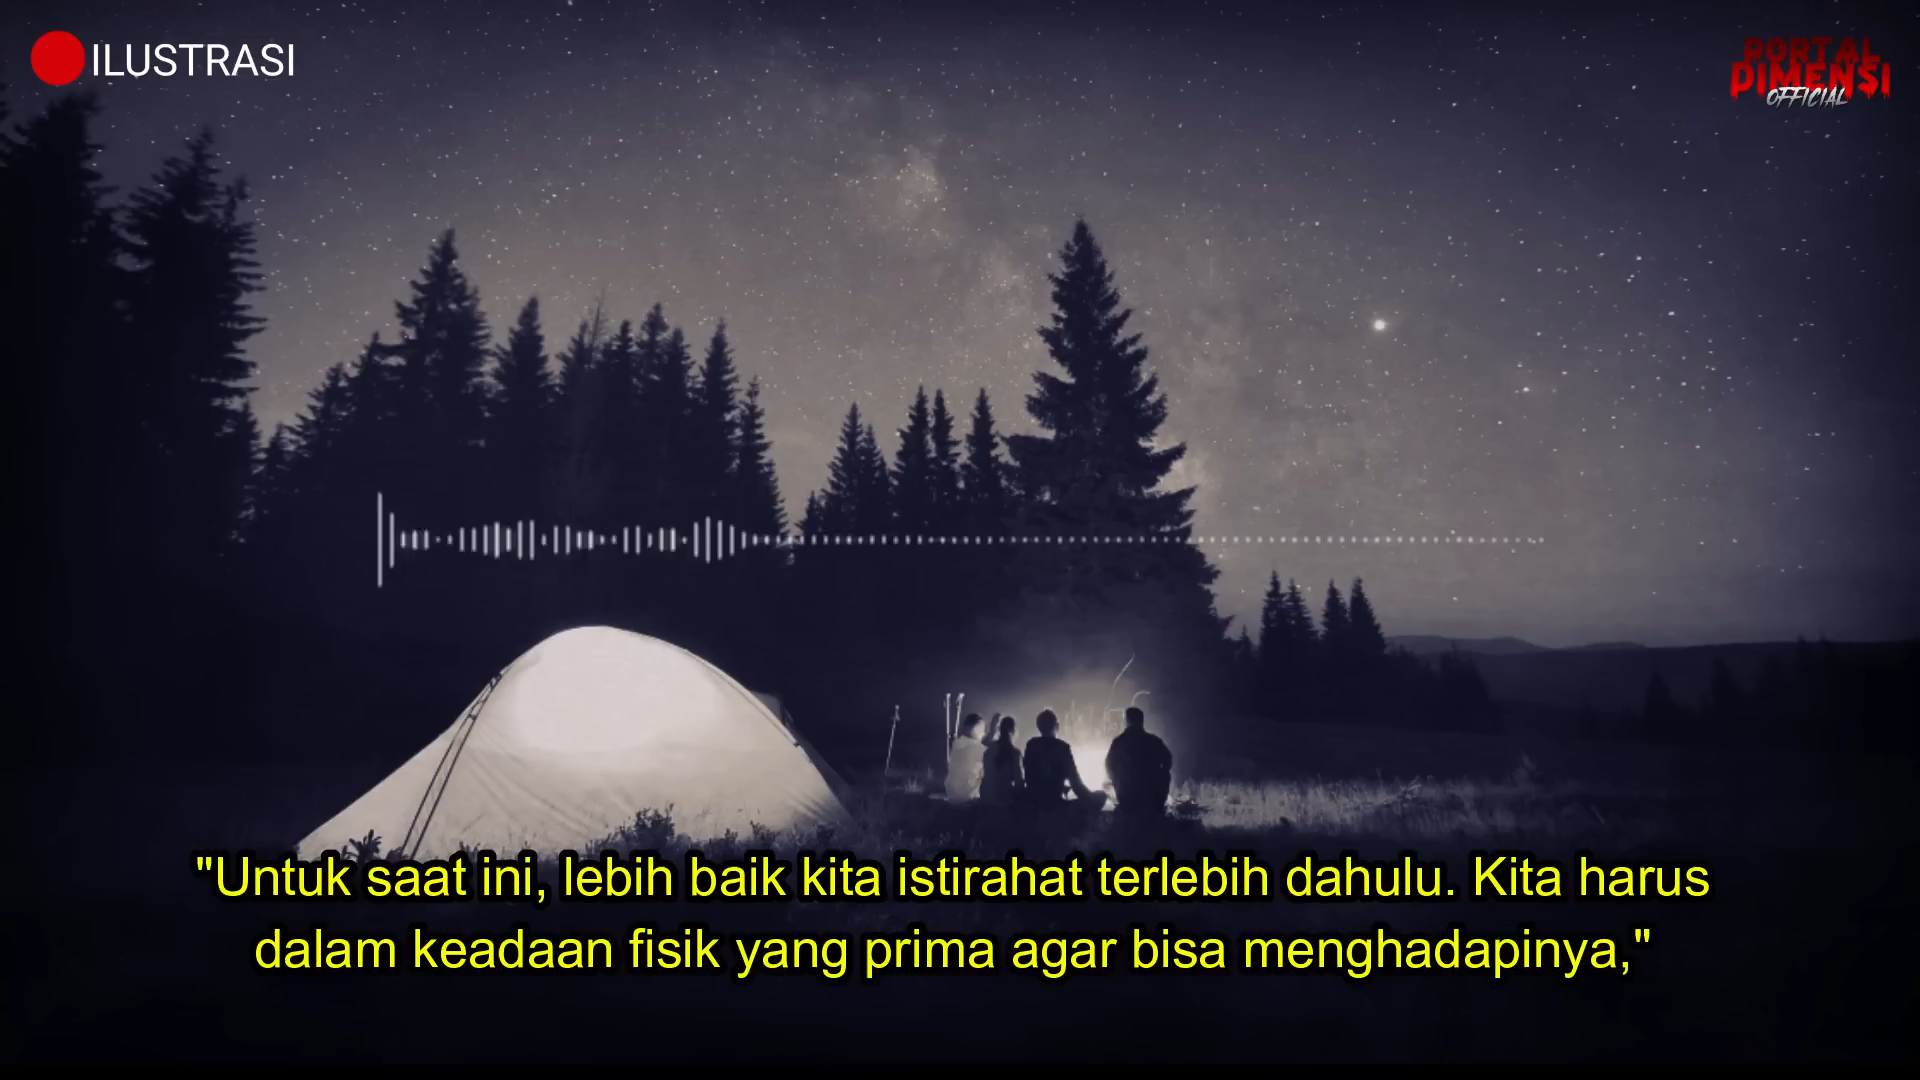 ILUSTRASI
PORTAL
DIMENSI
OFFICIAL
"Untuk saat ini, lebih baik kita istirahat terlebih dahulu. Kita harus
dalam keadaan fisik yang prima agar bisa menghadapinya,"